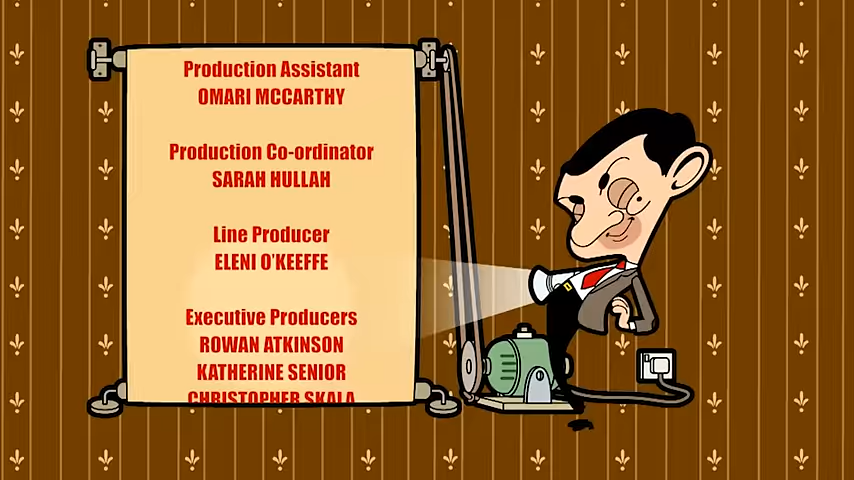 Production Assistant
OMARI MCCARTHY
Production Co-ordinator
SARAH HULLAH
Line Producer
ELENI O'KEEFFE
Executive Producers
ROWAN ATKINSON
KATHERINE SENIOR
CHRISTOPHER SKALA